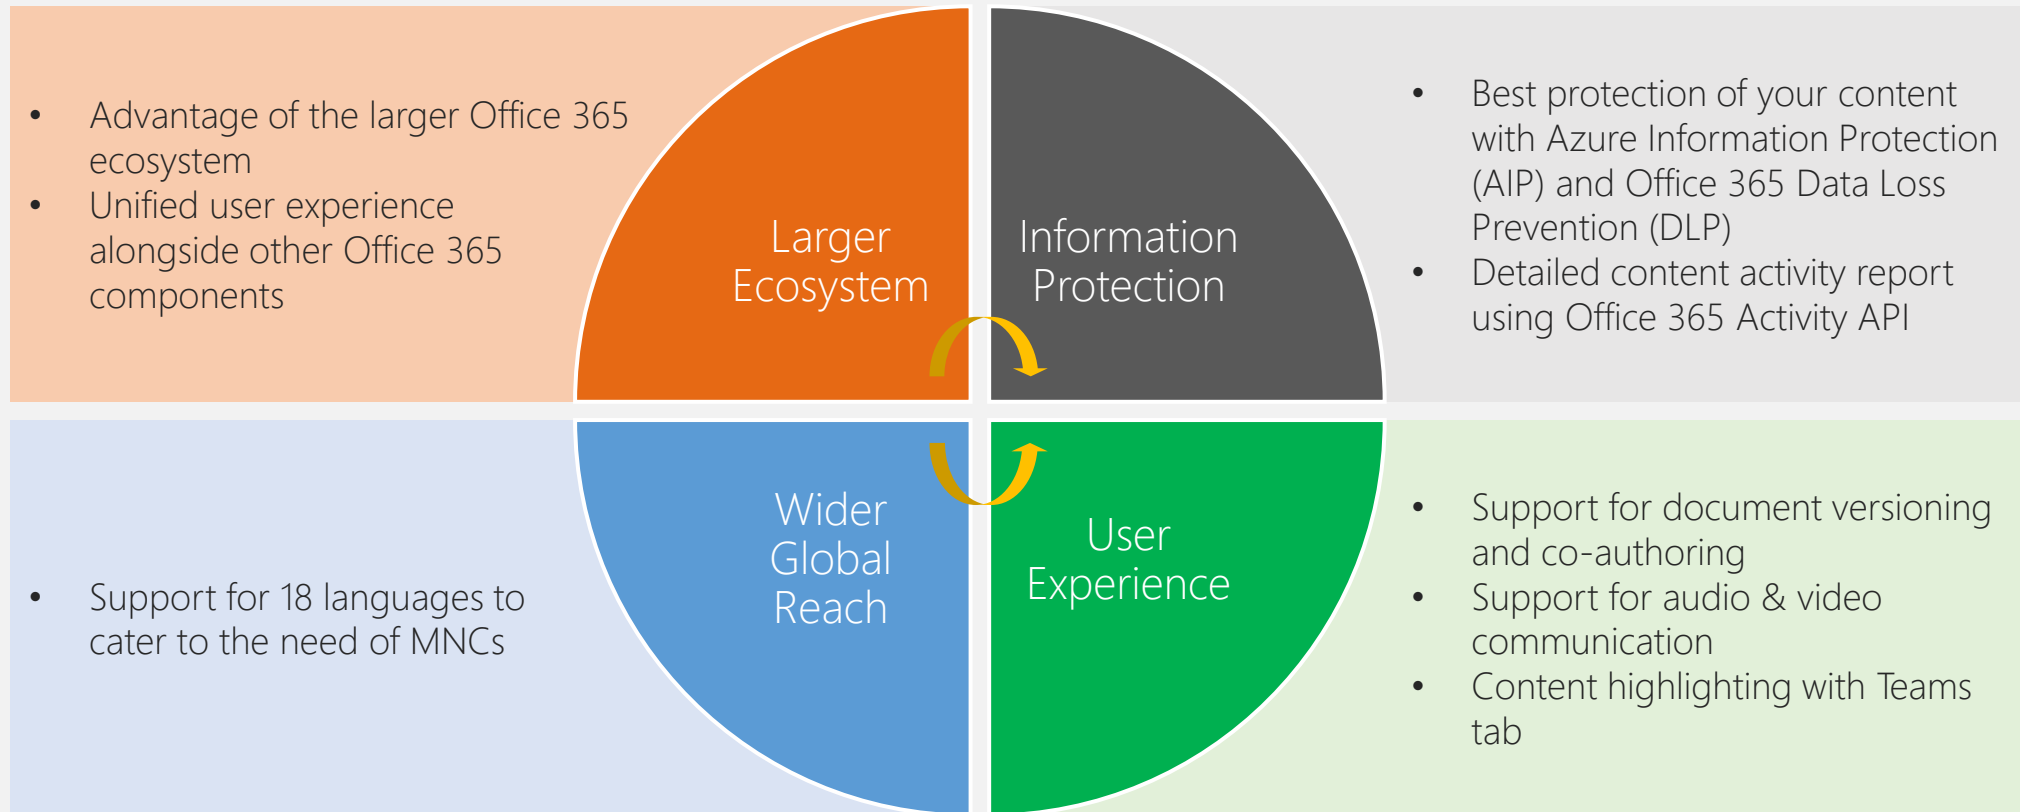 • Advantage of the larger Office 365
ecosystem
• Unified user experience
alongside other Office 365
components
Larger
Ecosystem
Information
Protection
• Best protection of your content
with Azure Information Protection
(AIP) and Office 365 Data Loss
Prevention (DLP)
• Detailed content activity report
using Office 365 Activity API
• Support for 18 languages to
cater to the need of MNCs
Wider
Global
Reach
User
Experience
• Support for document versioning
and co-authoring
• Support for audio & video
communication
• Content highlighting with Teams
tab